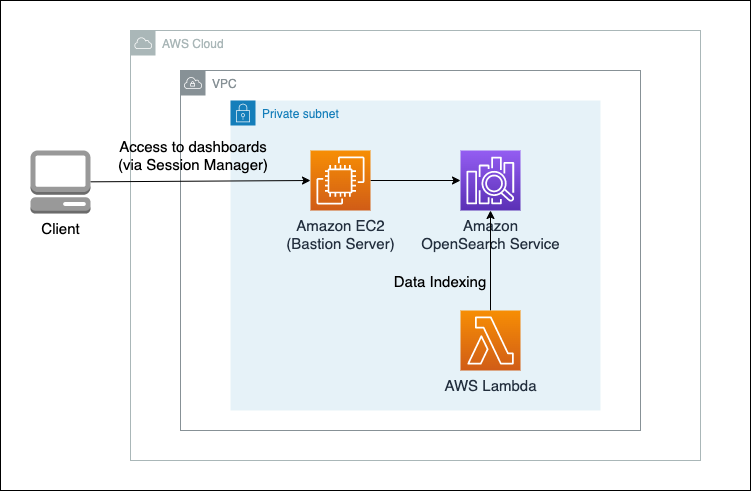 AWS Cloud
VPC
Private subnet
Access to dashboards
(via Session Manager)
Client
Amazon EC2
(Bastion Server)
Amazon
OpenSearch Service
Data Indexing
AWS Lambda